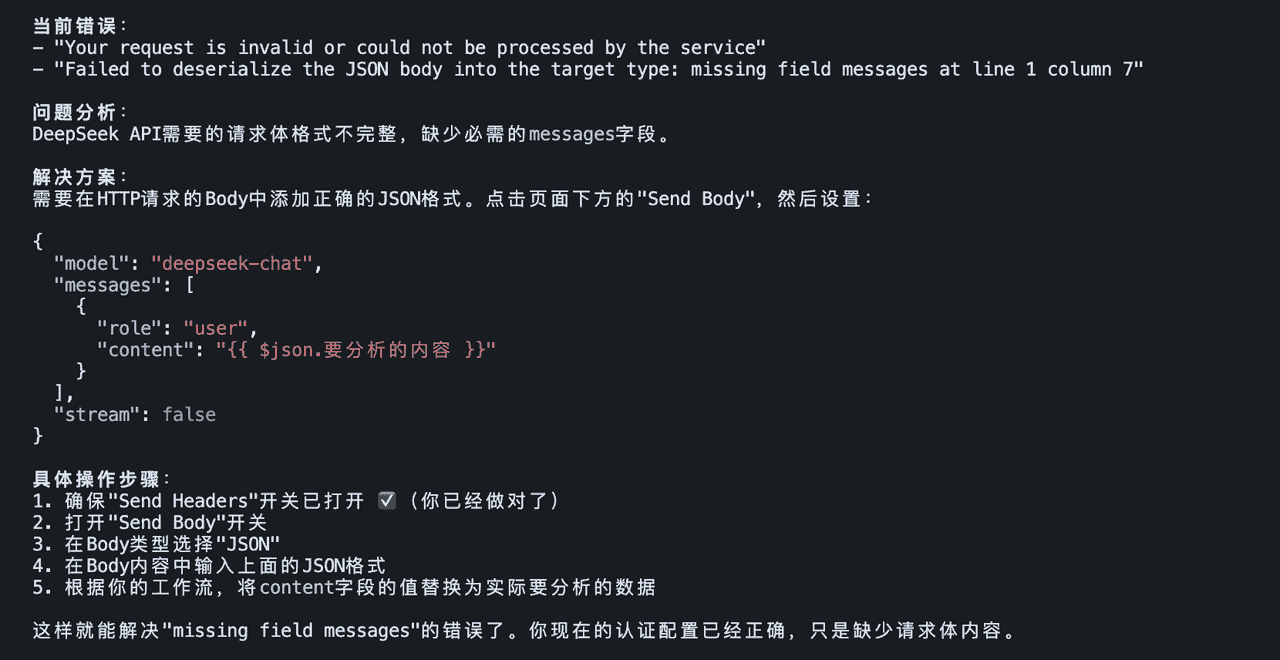 当前错误:
- "Your request is invalid or could not be processed by the service"
- "Failed to deserialize the JSON body into the target type: missing field messages at line 1 column 7"
问题分析:
DeepSeek API需要的请求体格式不完整，缺少必需的messages字段。
解决方案:
需要在HTTP请求的Body中添加正确的JSON格式。点击页面下方的"Send Body"，然后设置:
{
  "model": "deepseek-chat",
  "messages": [
    {
      "role": "user",
      "content": "{{ $json.要分析的内容 }}"
    }
  ],
  "stream": false
}
具体操作步骤:
1. 确保"Send Headers"开关已打开 ☑ （你已经做对了）
2. 打开"Send Body"开关
3. 在Body类型选择"JSON"
4. 在Body内容中输入上面的JSON格式
5. 根据你的工作流，将content字段的值替换为实际要分析的数据
这样就能解决"missing field messages"的错误了。你现在的认证配置已经正确，只是缺少请求体内容。